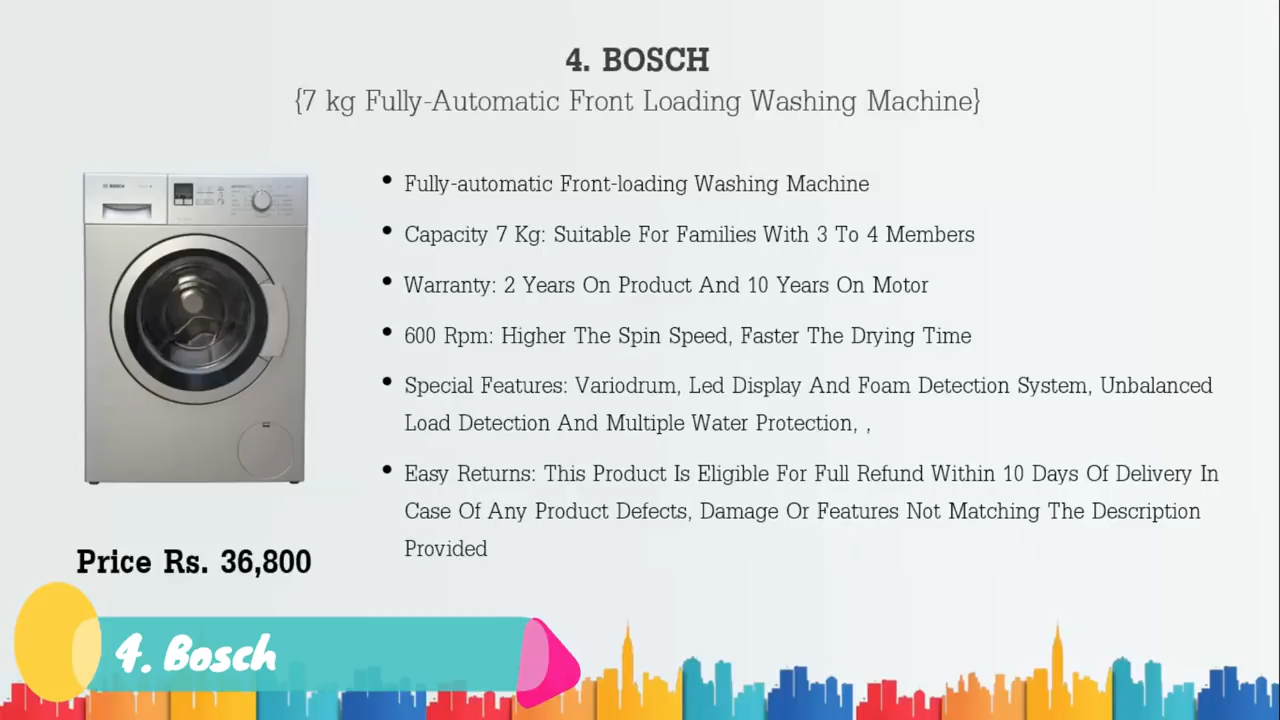 4. BOSCH
{7 kg Fully-Automatic Front Loading Washing Machine}
BOSCH
• Fully-automatic Front-loading Washing Machine
• Capacity 7 Kg: Suitable For Families With 3 To 4 Members
• Warranty: 2 Years On Product And 10 Years On Motor
• 600 Rpm: Higher The Spin Speed, Faster The Drying Time
• Special Features: Variodrum, Led Display And Foam Detection System, Unbalanced
Load Detection And Multiple Water Protection, ,
• Easy Returns: This Product Is Eligible For Full Refund Within 10 Days Of Delivery In
Case Of Any Product Defects, Damage Or Features Not Matching The Description
Provided
Price Rs. 36,800
4. Bosch